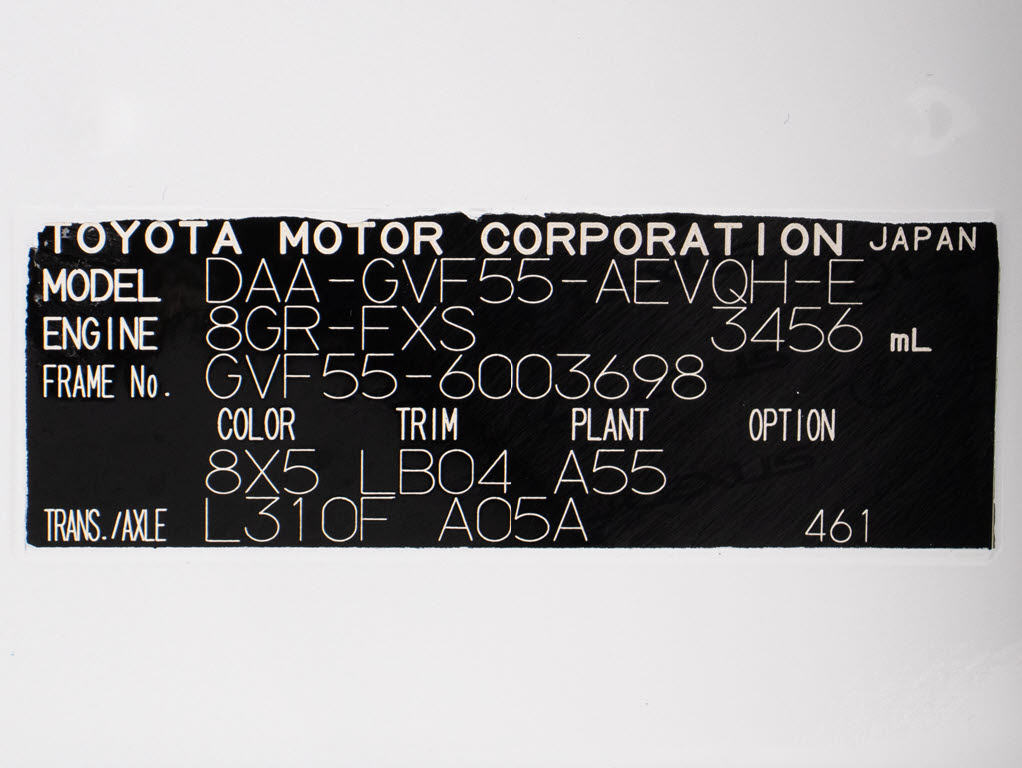 TOYOTA MOTOR CORPORATION JAPAN
MODEL DAA-GVF55-AEVQH-E
ENGINE 8GR-FXS 3456 mL
FRAME No. GVF55-6003698
COLOR TRIM PLANT OPTION
8X5 LB04 A55
TRANS./AXLE L310F A05A 461